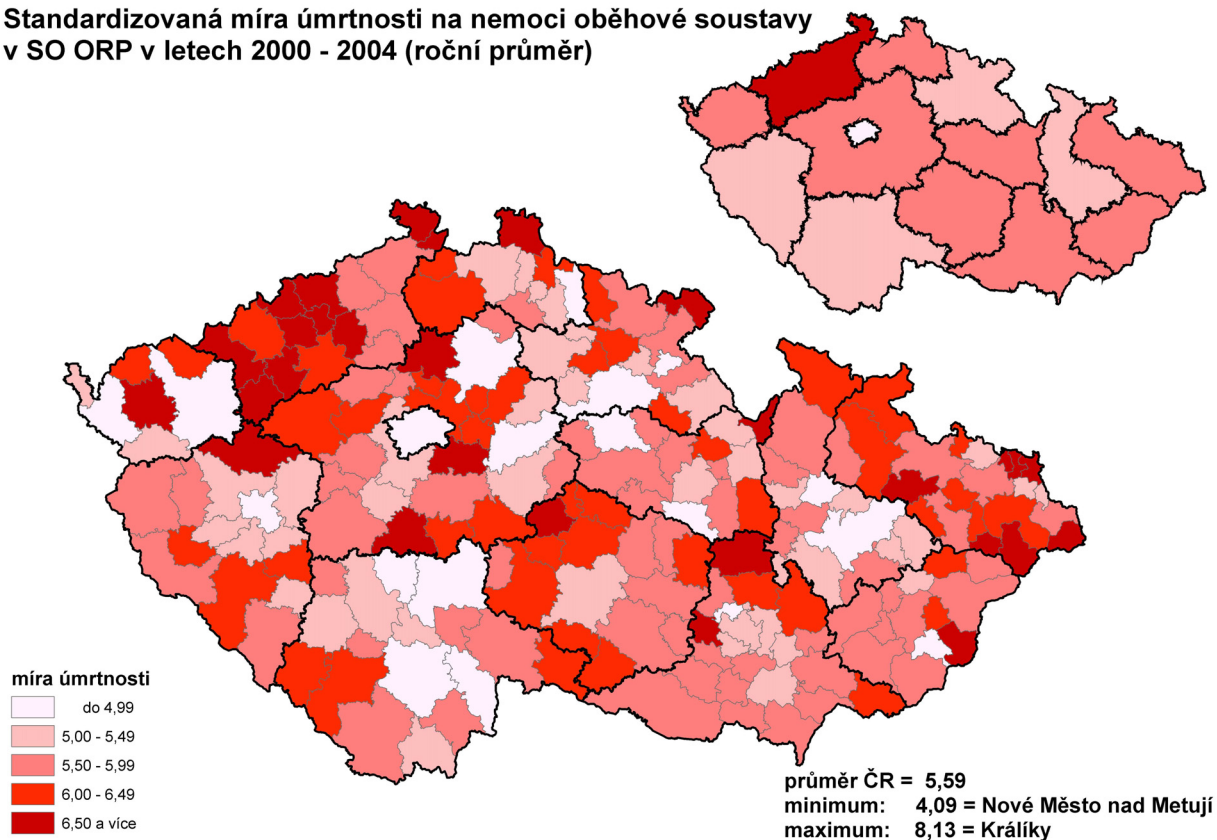 Standardizovaná míra úmrtnosti na nemoci oběhové soustavy
v SO ORP v letech 2000 - 2004 (roční průměr)
míra úmrtnosti
do 4,99
5,00 - 5,49
5,50 - 5,99
6,00 - 6,49
6,50 a více
průměr ČR = 5,59
minimum: 4,09 = Nové Město nad Metují
maximum: 8,13 = Králíky